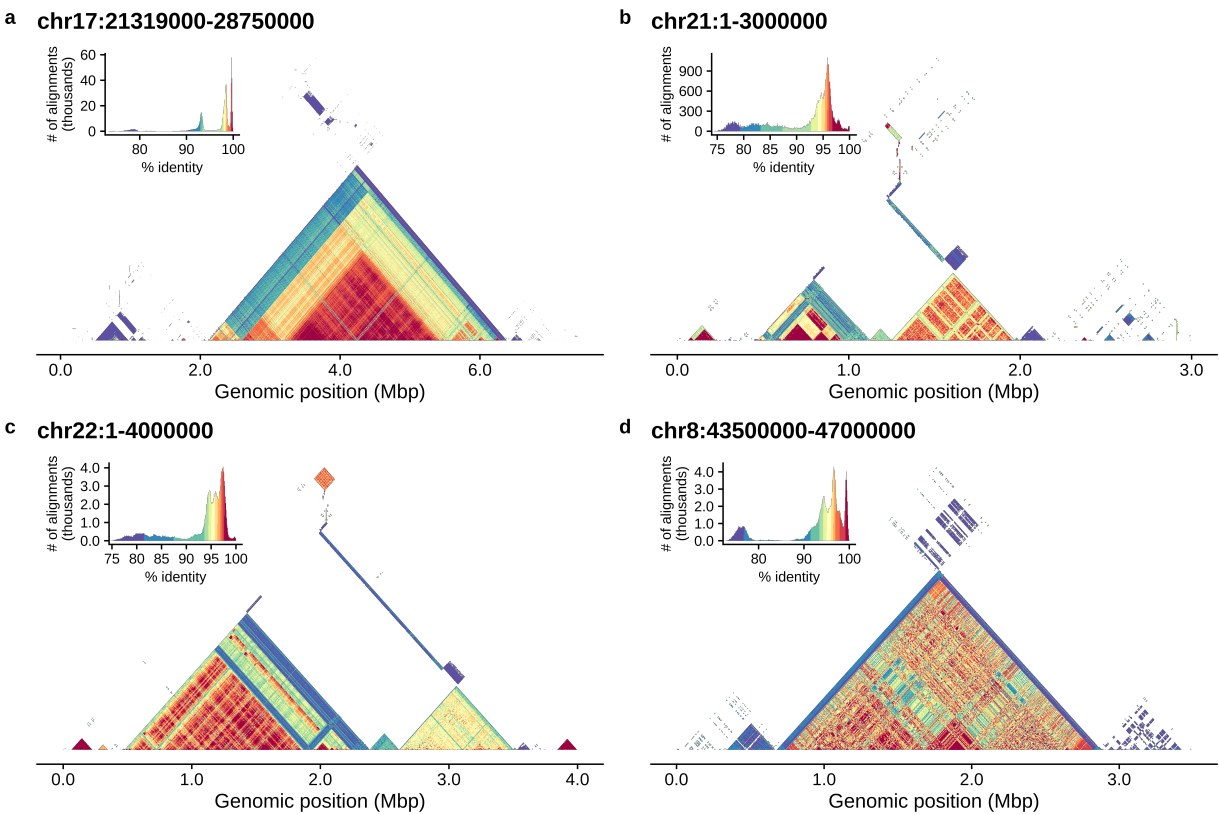 a chr17:21319000-28750000
# of alignments
(thousands)
60
40
20
0
80 90 100
% identity
0.0 2.0 4.0 6.0
Genomic position (Mbp)
b chr21:1-3000000
# of alignments
900
600
300
0
75 80 85 90 95 100
% identity
0.0 1.0 2.0 3.0
Genomic position (Mbp)
c chr22:1-4000000
# of alignments
(thousands)
4.0
3.0
2.0
1.0
0.0
75 80 85 90 95 100
% identity
0.0 1.0 2.0 3.0 4.0
Genomic position (Mbp)
d chr8:43500000-47000000
# of alignments
(thousands)
4.0
3.0
2.0
1.0
0.0
80 90 100
% identity
0.0 1.0 2.0 3.0
Genomic position (Mbp)